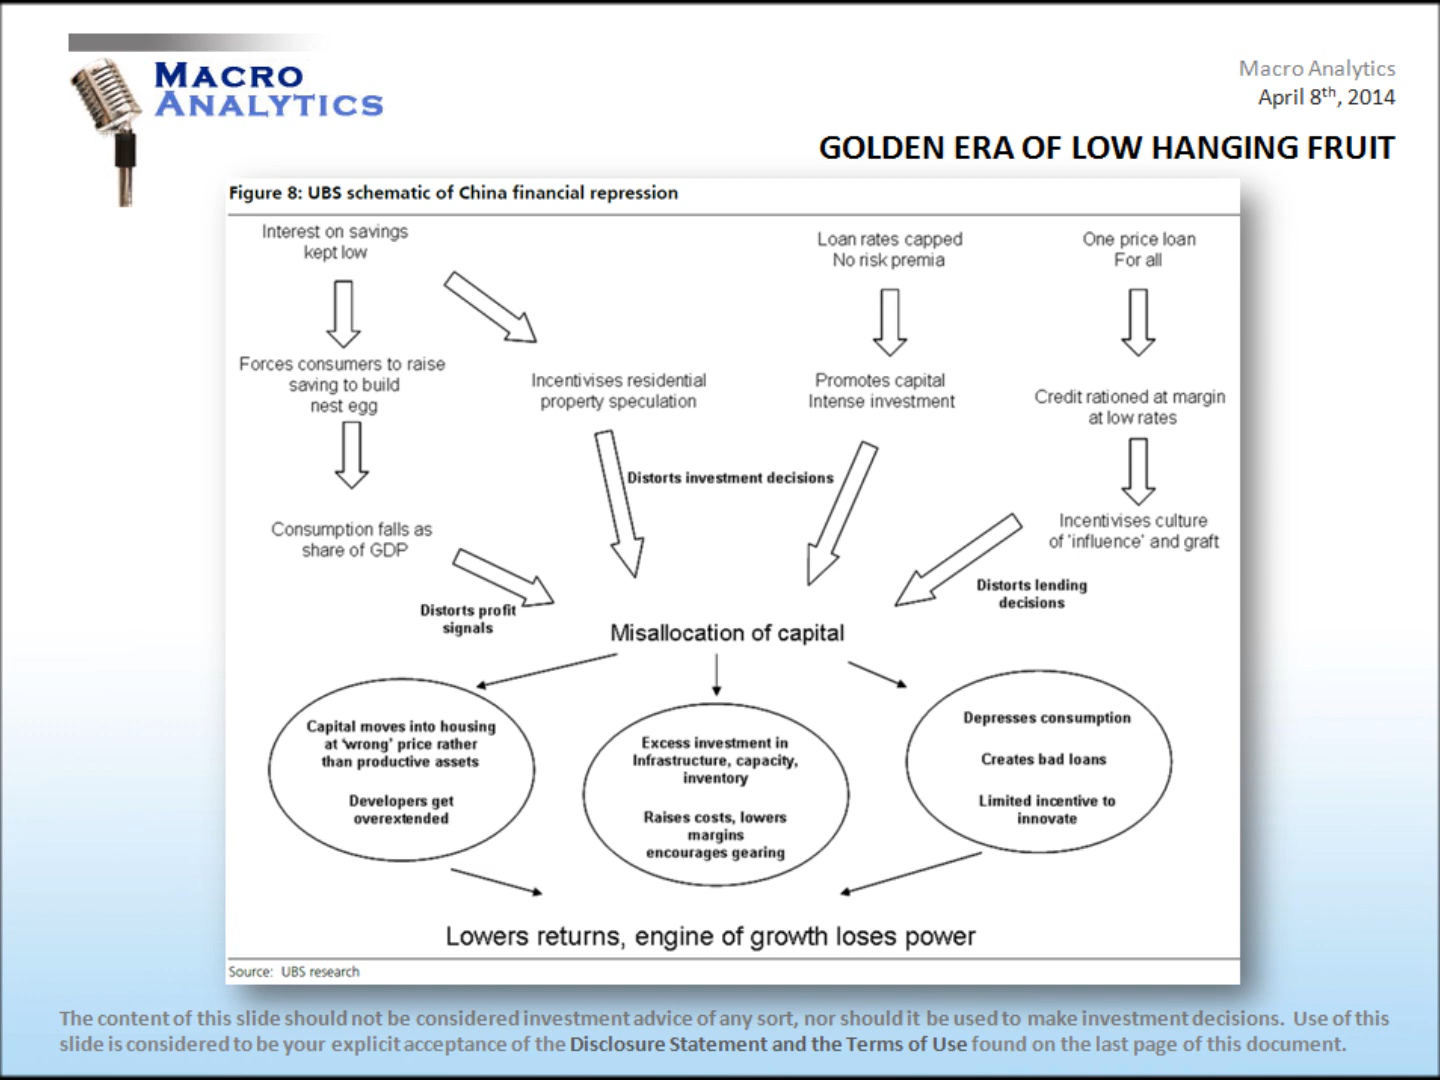 MACRO
ANALYTICS
Macro Analytics
April 8th, 2014
GOLDEN ERA OF LOW HANGING FRUIT
Figure 8: UBS schematic of China financial repression
Interest on savings
kept low
Loan rates capped
No risk premia
One price loan
For all
Forces consumers to raise
saving to build
nest egg
Incentivises residential
property speculation
Promotes capital
Intense investment
Credit rationed at margin
at low rates
Distorts investment decisions
Consumption falls as
share of GDP
Incentivises culture
of 'influence' and graft
Distorts profit
signals
Distorts lending
decisions
Misallocation of capital
Capital moves into housing
at 'wrong' price rather
than productive assets
Developers get
overextended
Excess investment in
Infrastructure, capacity,
inventory
Raises costs, lowers
margins
encourages gearing
Depresses consumption
Creates bad loans
Limited incentive to
innovate
Lowers returns, engine of growth loses power
Source: UBS research
The content of this slide should not be considered investment advice of any sort, nor should it be used to make investment decisions. Use of this
slide is considered to be your explicit acceptance of the Disclosure Statement and the Terms of Use found on the last page of this document.